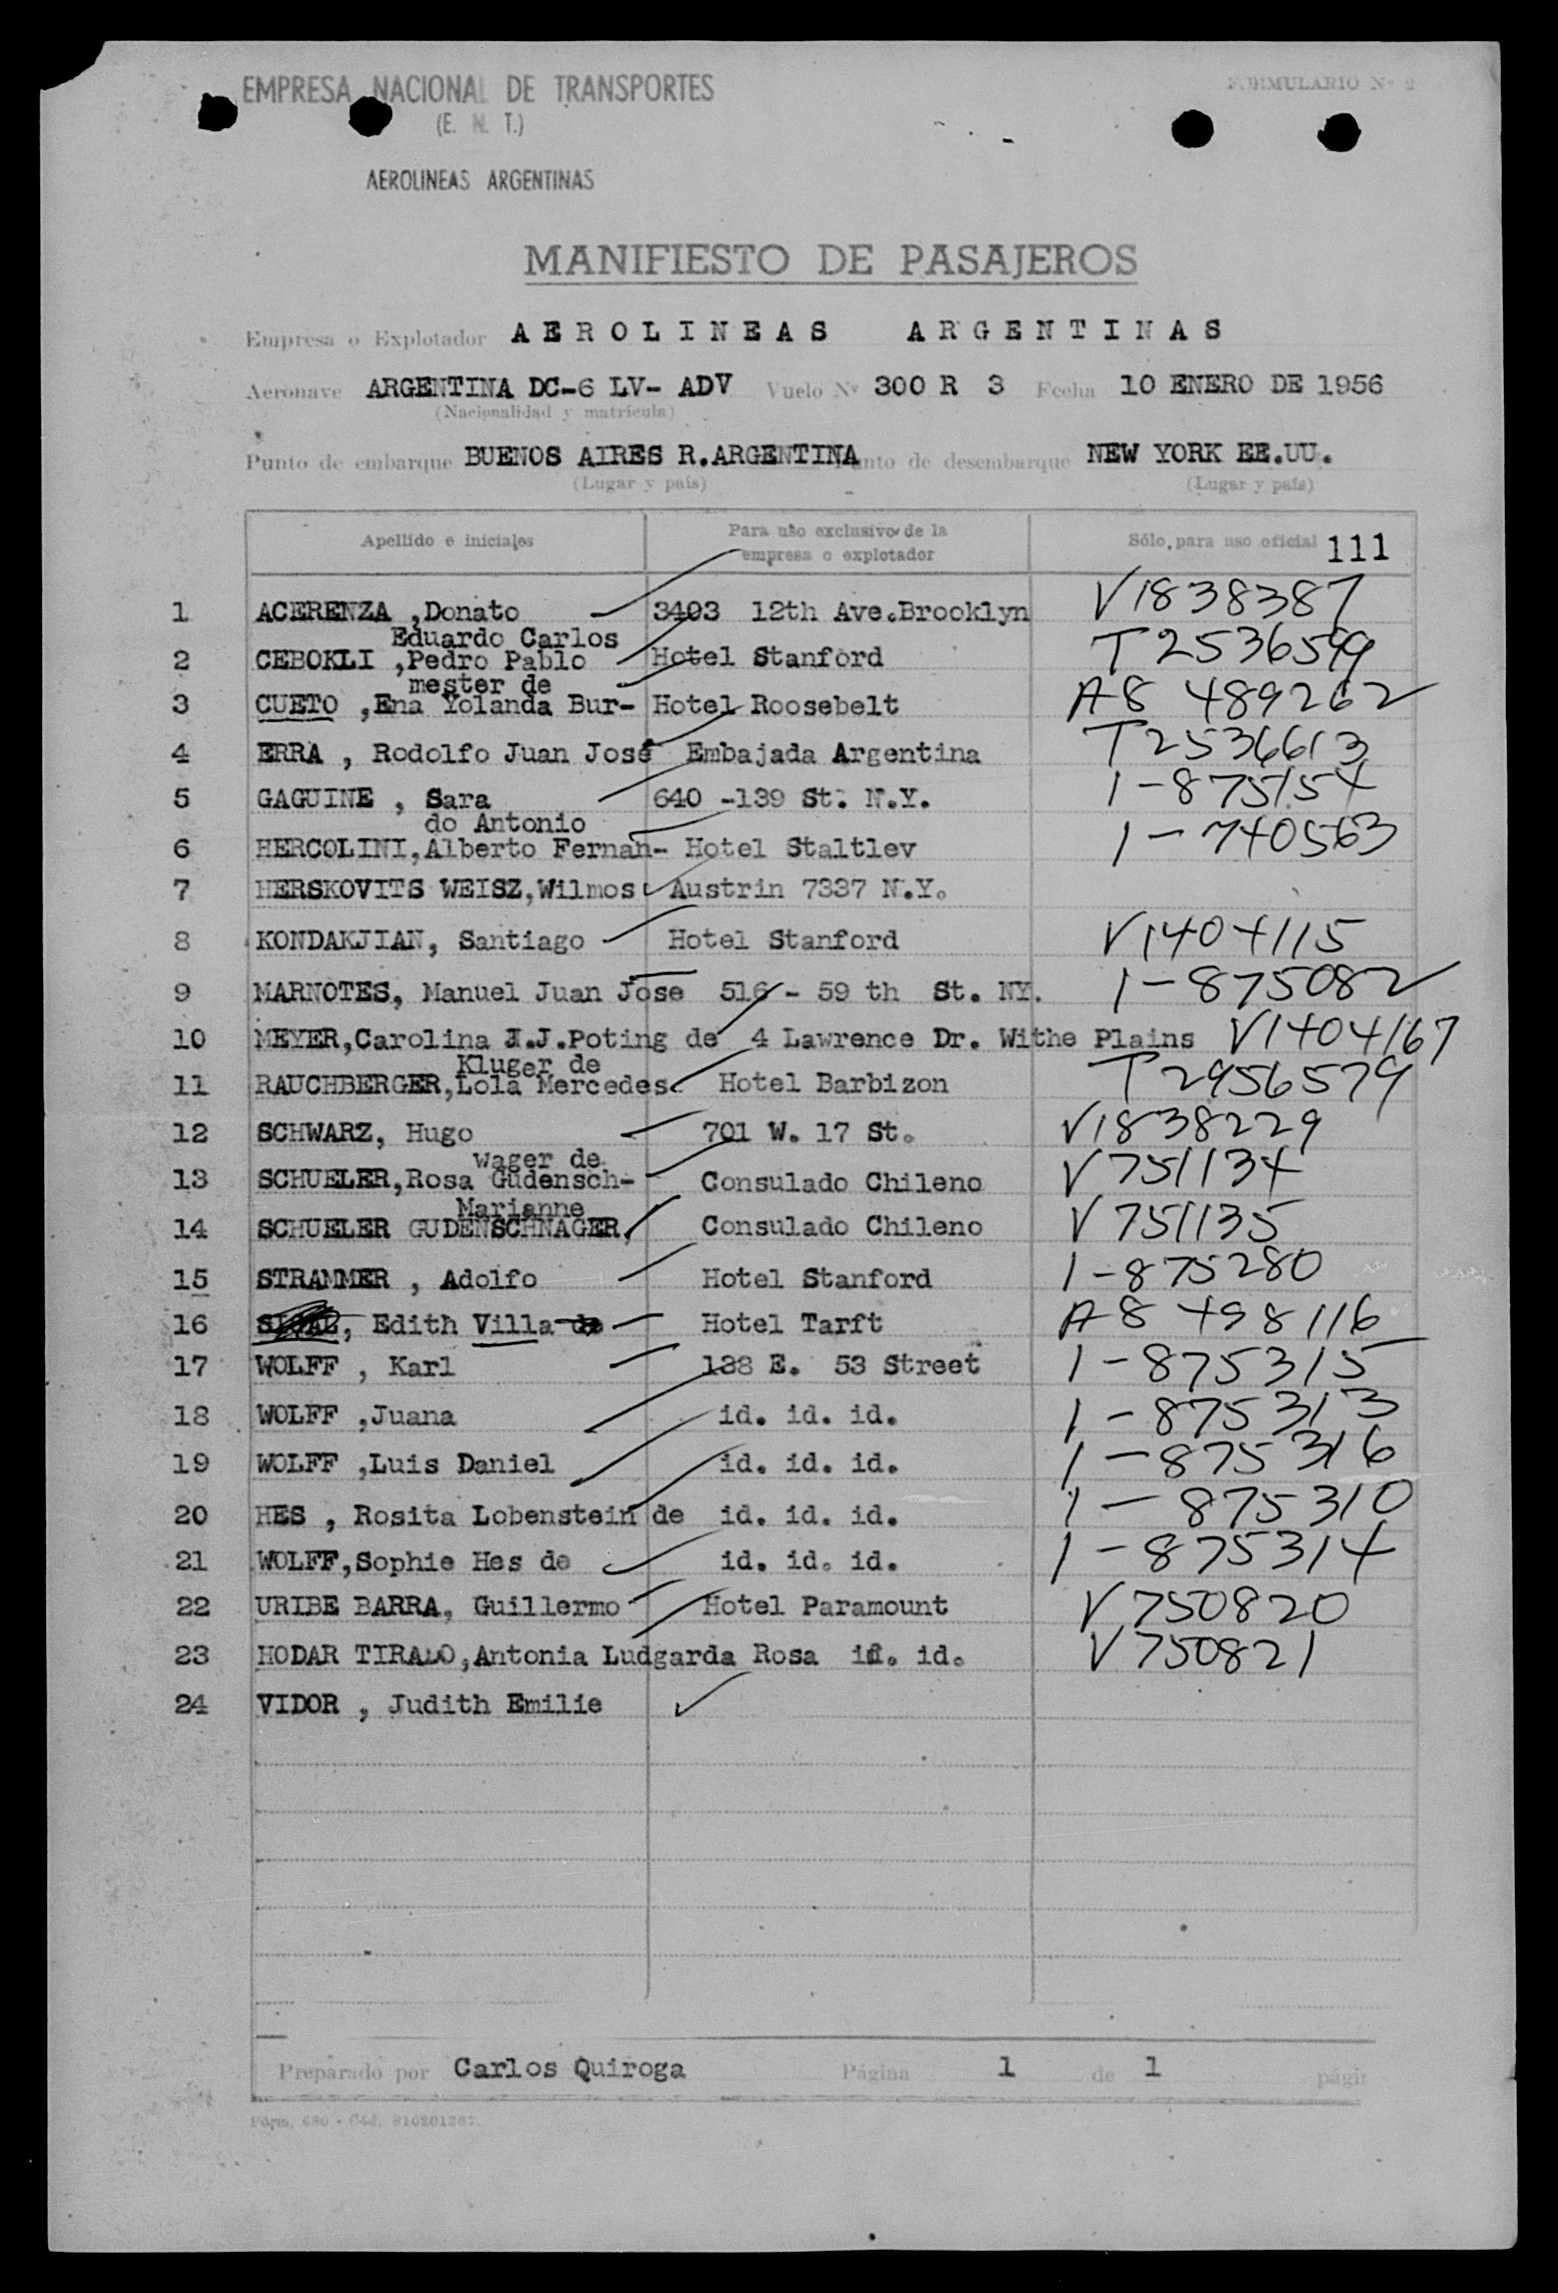 EMPRESA NACIONAL DE TRANSPORTES
FORMULARIO Nº 2
(E. N. T.)
AEROLINEAS ARGENTINAS
MANIFIESTO DE PASAJEROS
Empresa o Explotador AEROLINEAS ARGENTINAS
Aeronave ARGENTINA DC-6 LV- ADV Vuelo Nº 300 R 3 Fecha 10 ENERO DE 1956
(Nacionalidad y matrícula)
Punto de embarque BUENOS AIRES R.ARGENTINA unto de desembarque NEW YORK EE.UU.
(Lugar y país) (Lugar y país)
Apellido e iniciales Para uso exclusivo de la empresa o explotador Sólo para uso oficial 111
1 ACERENZA ,Donato 3403 12th Ave.Brooklyn V1838387
Eduardo Carlos
2 CEBOKLI ,Pedro Pablo Hotel Stanford T2536599
mester de
3 CUETO ,Ena Yolanda Bur- Hotel Roosebelt A8 489262
4 ERRA , Rodolfo Juan José Embajada Argentina T2536613
5 GAGUINE , Sara 640 -139 St. N.Y. 1-875154
do Antonio
6 HERCOLINI,Alberto Fernan- Hotel Staltlev 1-740563
7 HERSKOVITS WEISZ,Wilmos Austrin 7337 N.Y.
8 KONDAKJIAN, Santiago Hotel Stanford V1404115
9 MARNOTES, Manuel Juan Jose 516 - 59 th St. NY. 1-875082
10 MEYER,Carolina J.J.Poting de 4 Lawrence Dr. Withe Plains V1404167
Kluger de
11 RAUCHBERGER,Lola Mercedes Hotel Barbizon T2956579
12 SCHWARZ, Hugo 701 W. 17 St. V1838229
wager de
13 SCHUELER,Rosa Gudensch- Consulado Chileno V751134
Marianne
14 SCHUELER GUDENSCHNAGER, Consulado Chileno V751135
15 STRAMMER , Adolfo Hotel Stanford 1-875280
16 , Edith Villa de Hotel Tarft A8 498116
17 WOLFF , Karl 138 E. 53 Street 1-875315
18 WOLFF ,Juana id. id. id. 1-875313
19 WOLFF ,Luis Daniel id. id. id. 1-875316
20 HES , Rosita Lobenstein de id. id. id. 1-875310
21 WOLFF,Sophie Hes de id. id. id. 1-875314
22 URIBE BARRA, Guillermo Hotel Paramount V750820
23 HODAR TIRADO,Antonia Ludgarda Rosa id. id. V750821
24 VIDOR , Judith Emilie
Preparado por Carlos Quiroga Página 1 de 1 págin
Form. 680 - Cód.